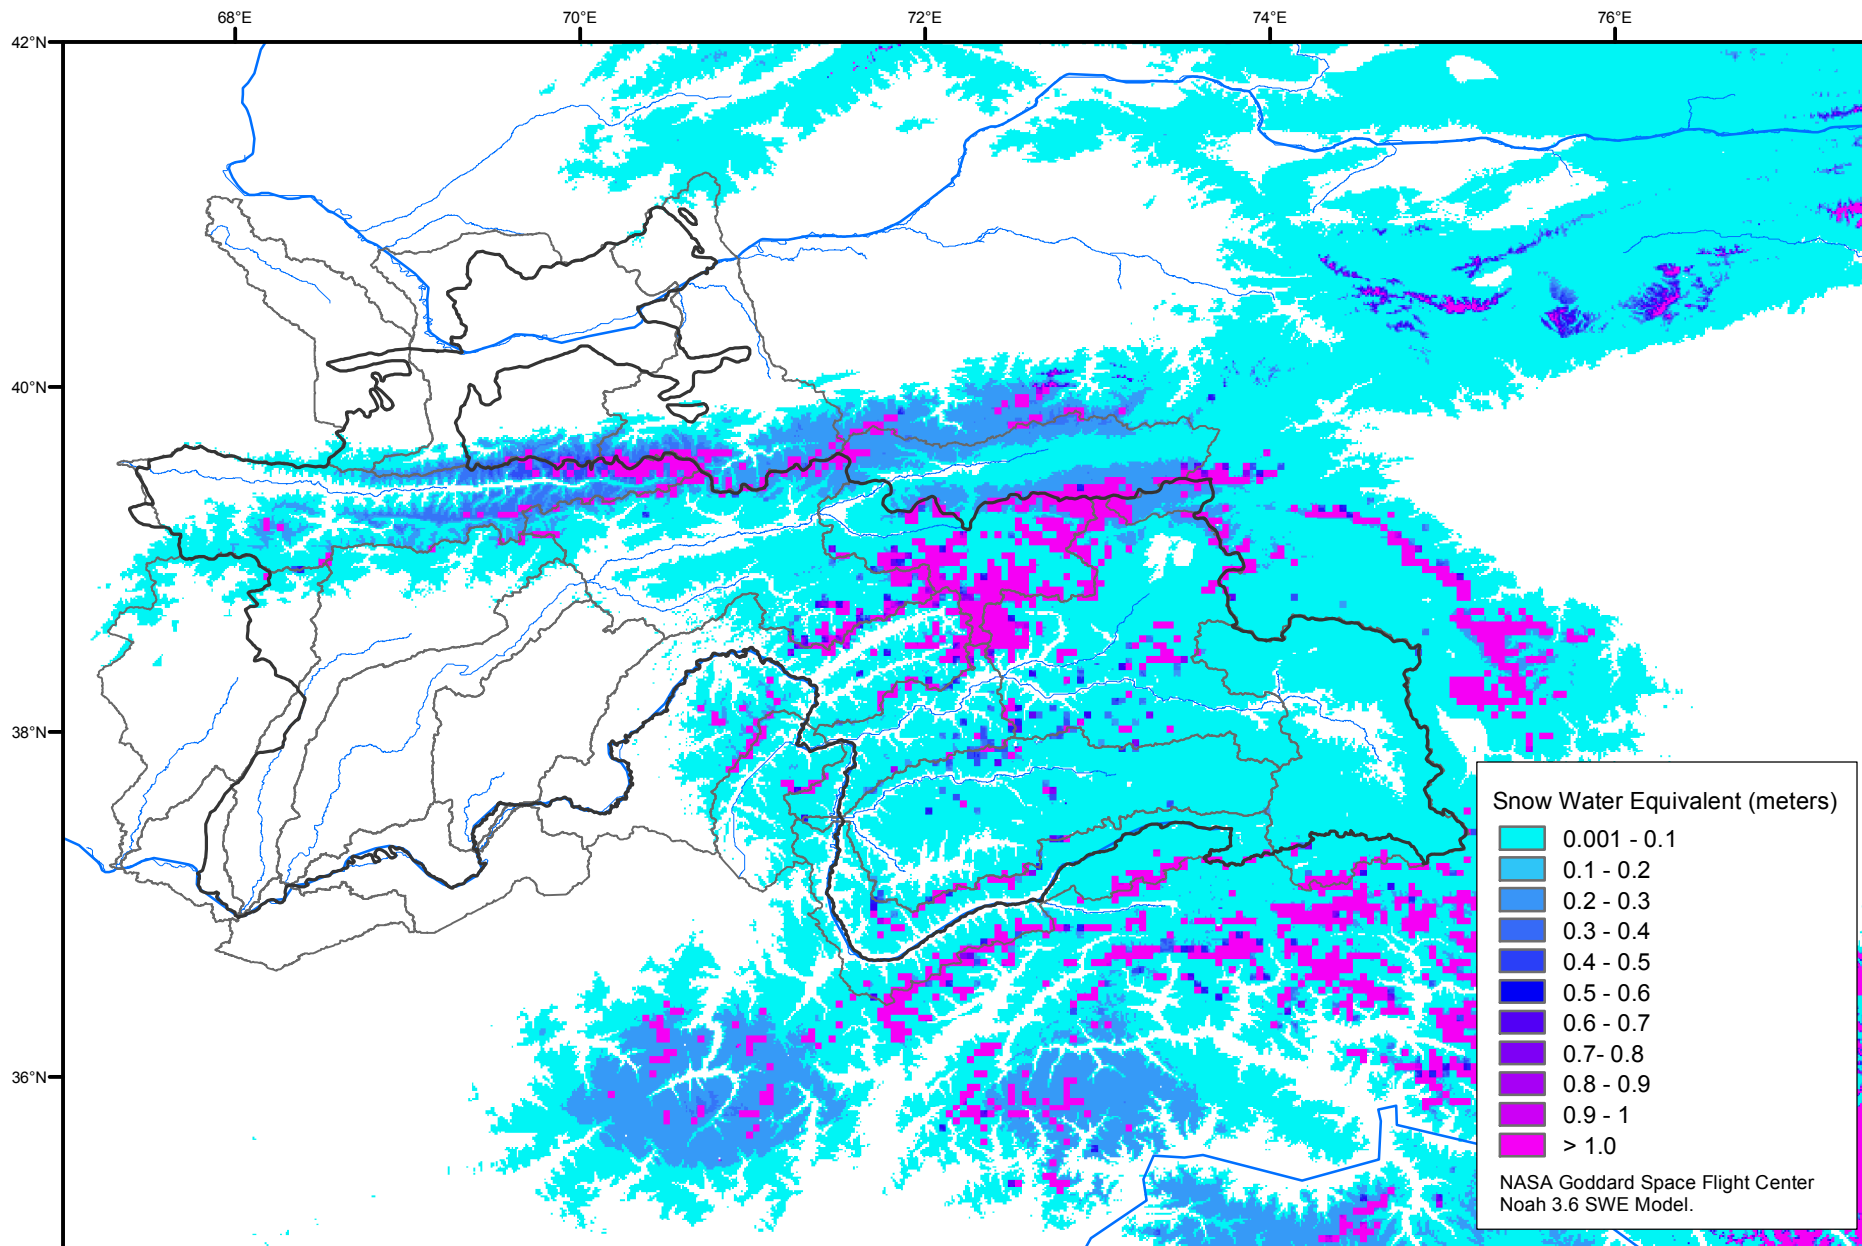 68°E
70°E
72°E
74°E
76°E
42°N
40°N
38°N
36°N
Snow Water Equivalent (meters)
0.001 - 0.1
0.1 - 0.2
0.2 - 0.3
0.3 - 0.4
0.4 - 0.5
0.5 - 0.6
0.6 - 0.7
0.7- 0.8
0.8 - 0.9
0.9 - 1
> 1.0
NASA Goddard Space Flight Center
Noah 3.6 SWE Model.